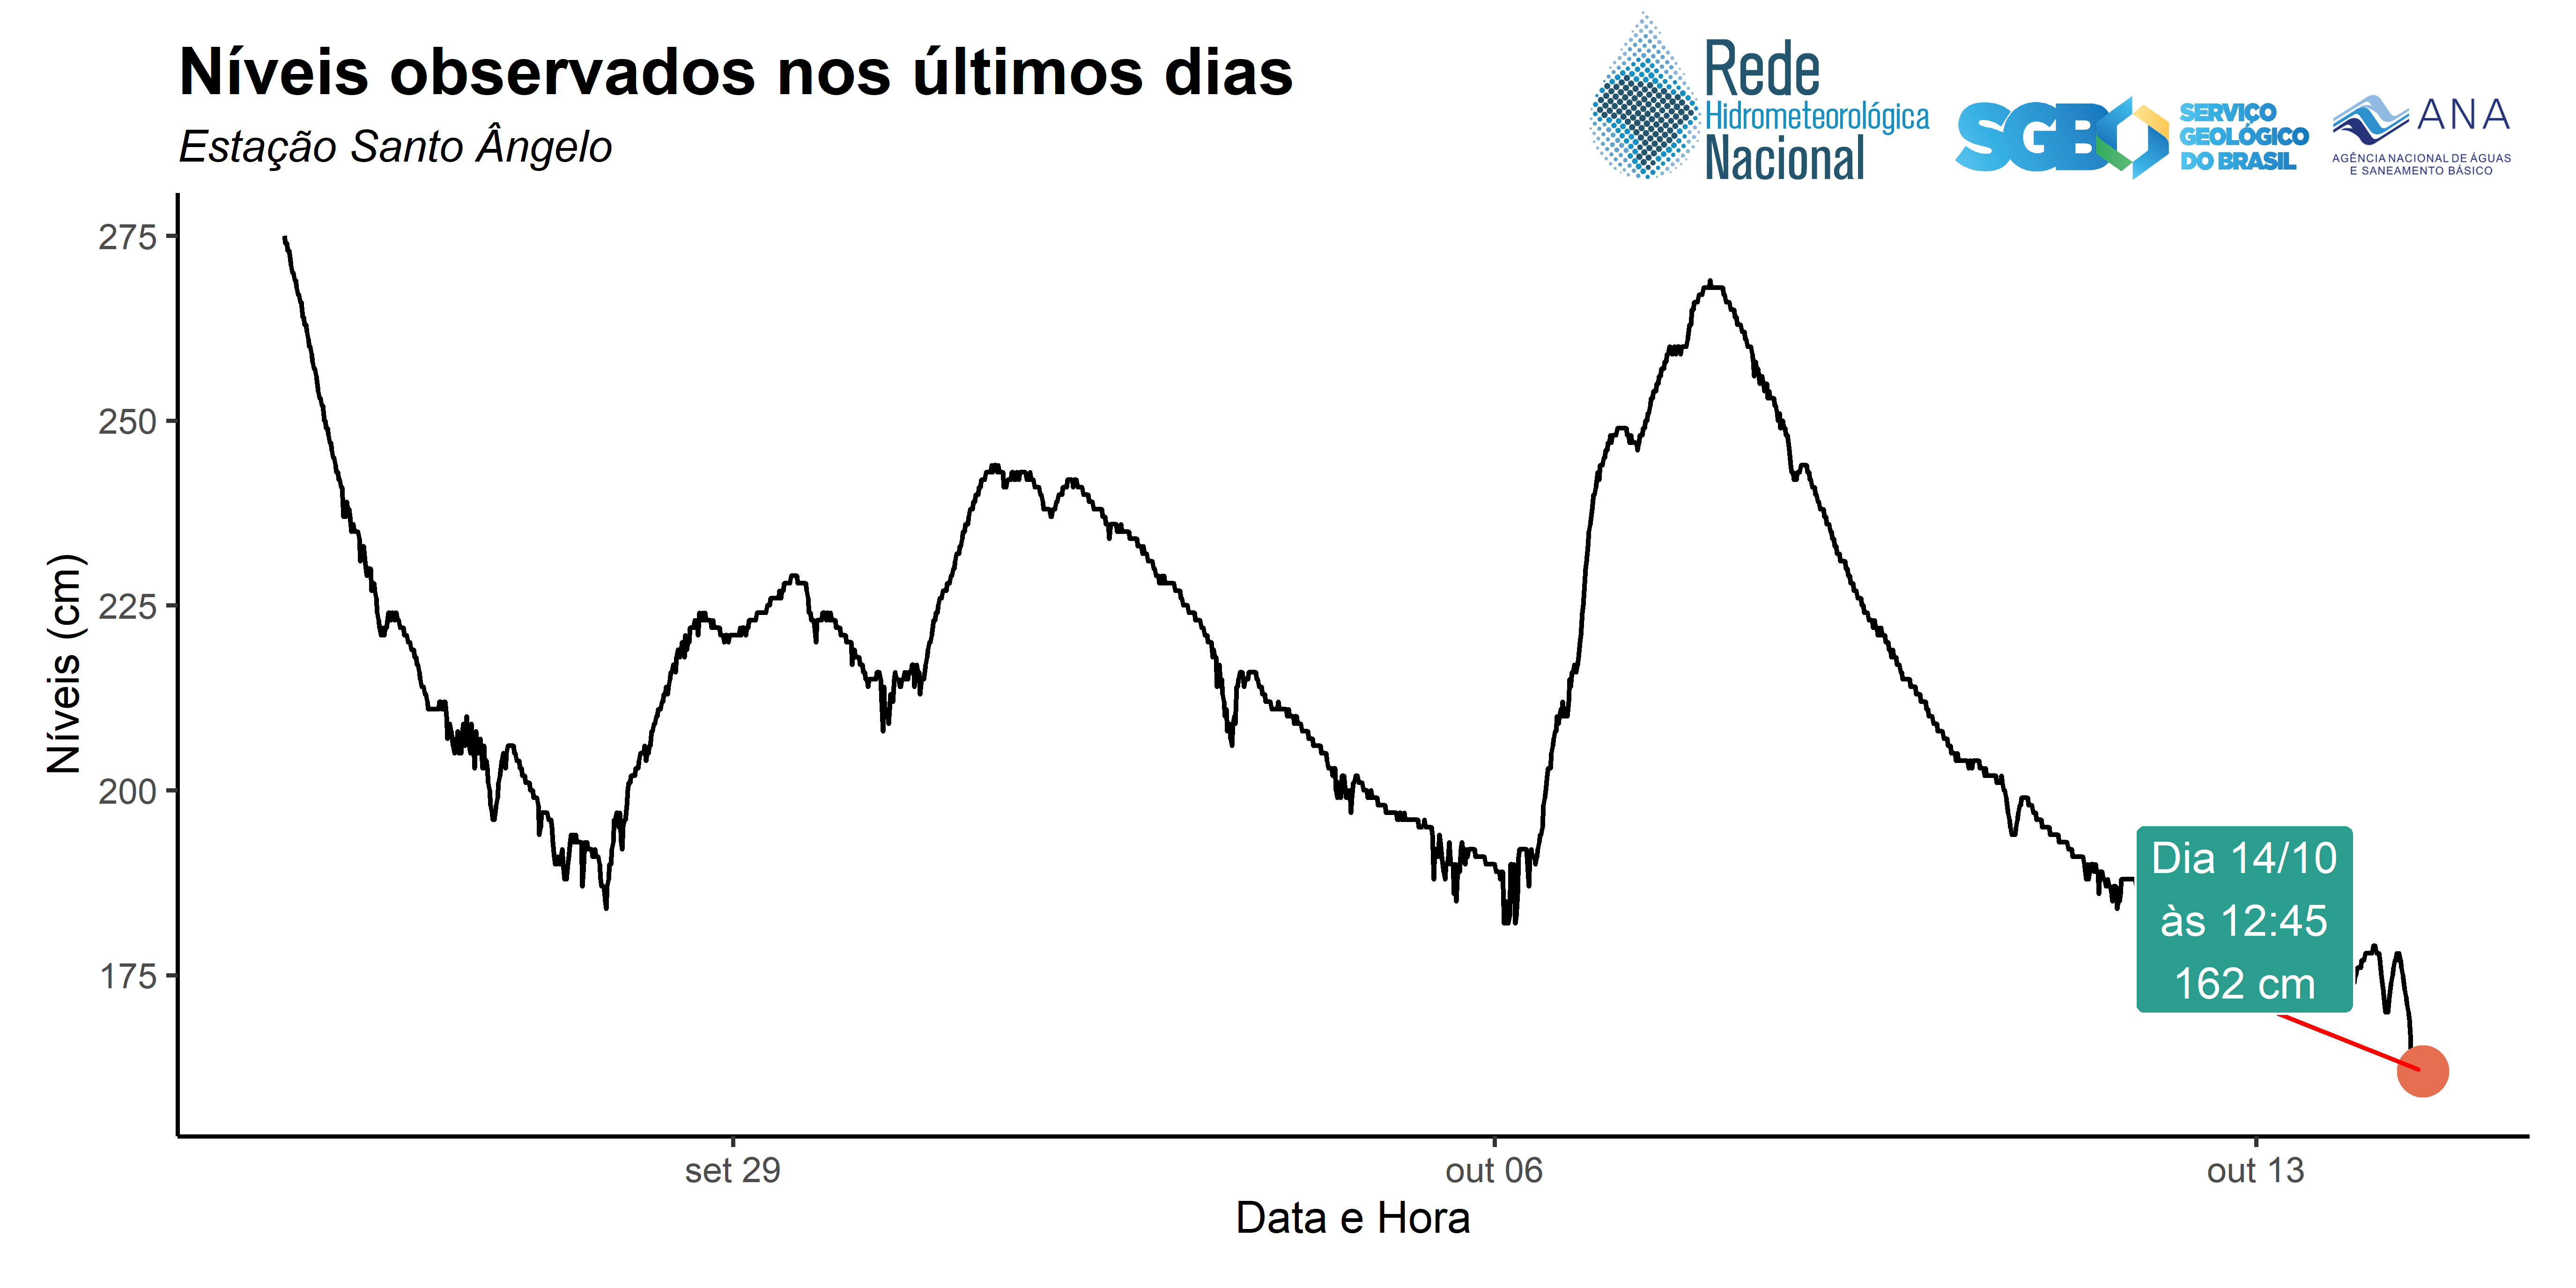 Níveis observados nos últimos dias
Estação Santo Ângelo
Rede
Hidrometeorológica
Nacional
SGB
SERVIÇO
GEOLÓGICO
DO BRASIL
ANA
AGÊNCIA NACIONAL DE ÁGUAS
E SANEAMENTO BÁSICO
Níveis (cm)
275
250
225
200
175
Dia 14/10
às 12:45
162 cm
set 29
out 06
out 13
Data e Hora